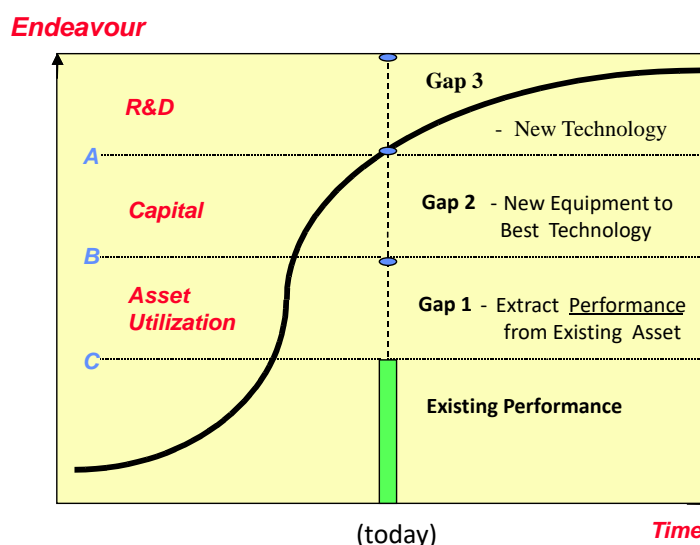 Endeavour
Gap 3
R&D
- New Technology
A
Capital
Gap 2 - New Equipment to
Best Technology
B
Asset
Utilization
Gap 1 - Extract Performance
from Existing Asset
C
Existing Performance
(today)
Time